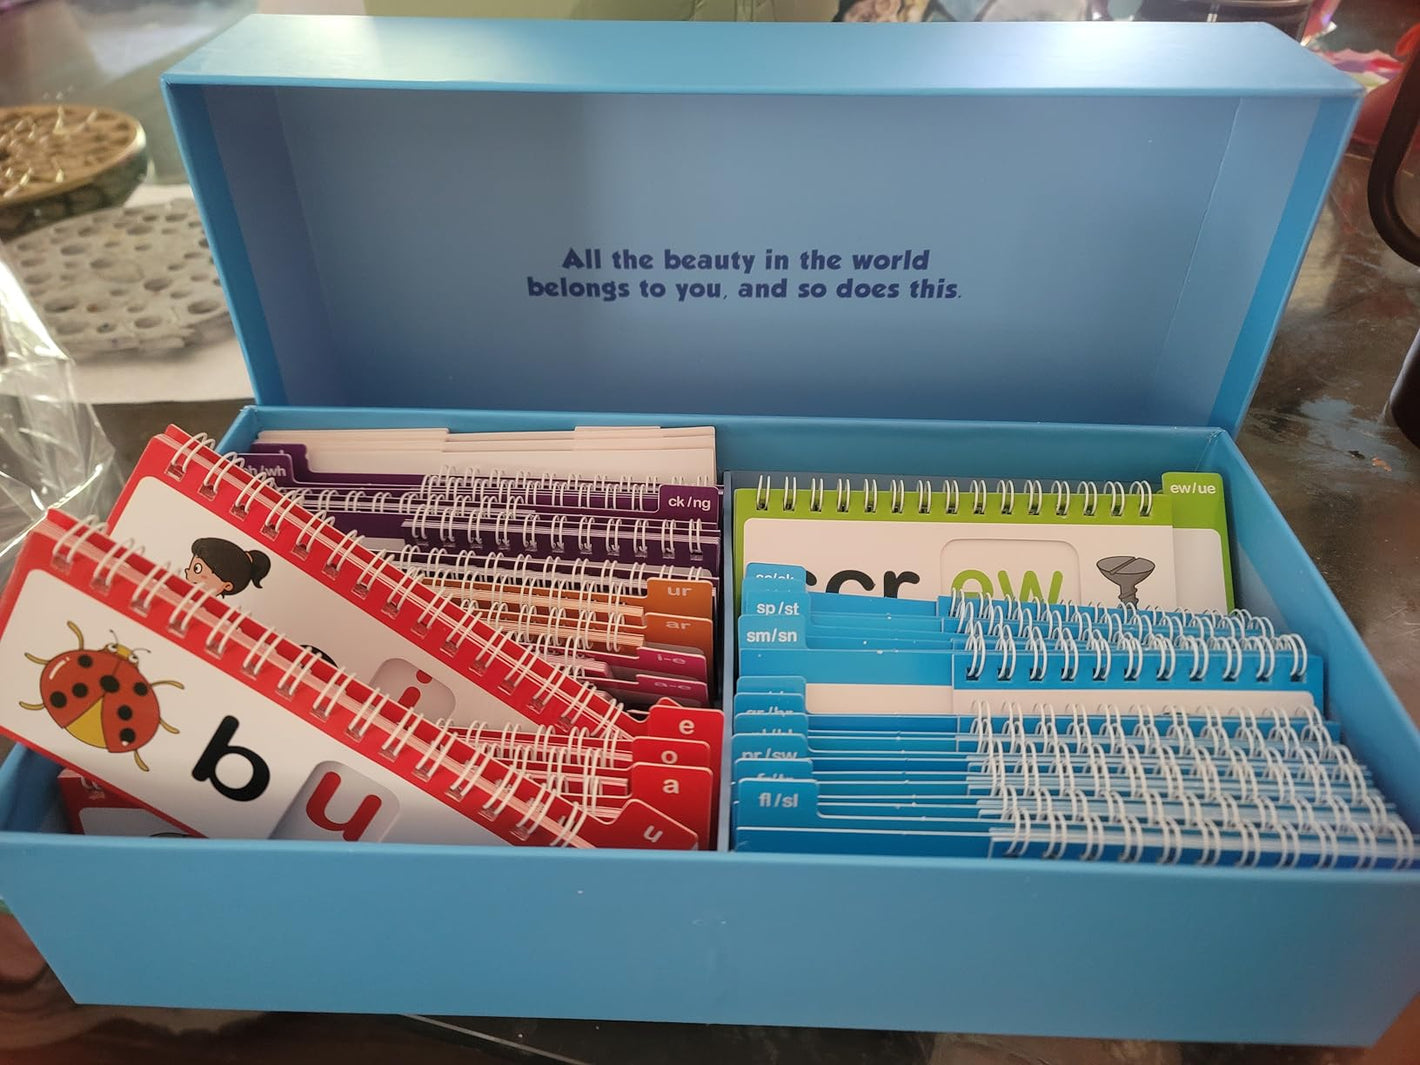 All the beauty in the world
belongs to you, and so does this.
ck/ng
ur
ar
i-e
a-e
i
e
o
a
u
bu
ew/ue
scr ew
sp/st
sm/sn
pr/sw
fl/sl